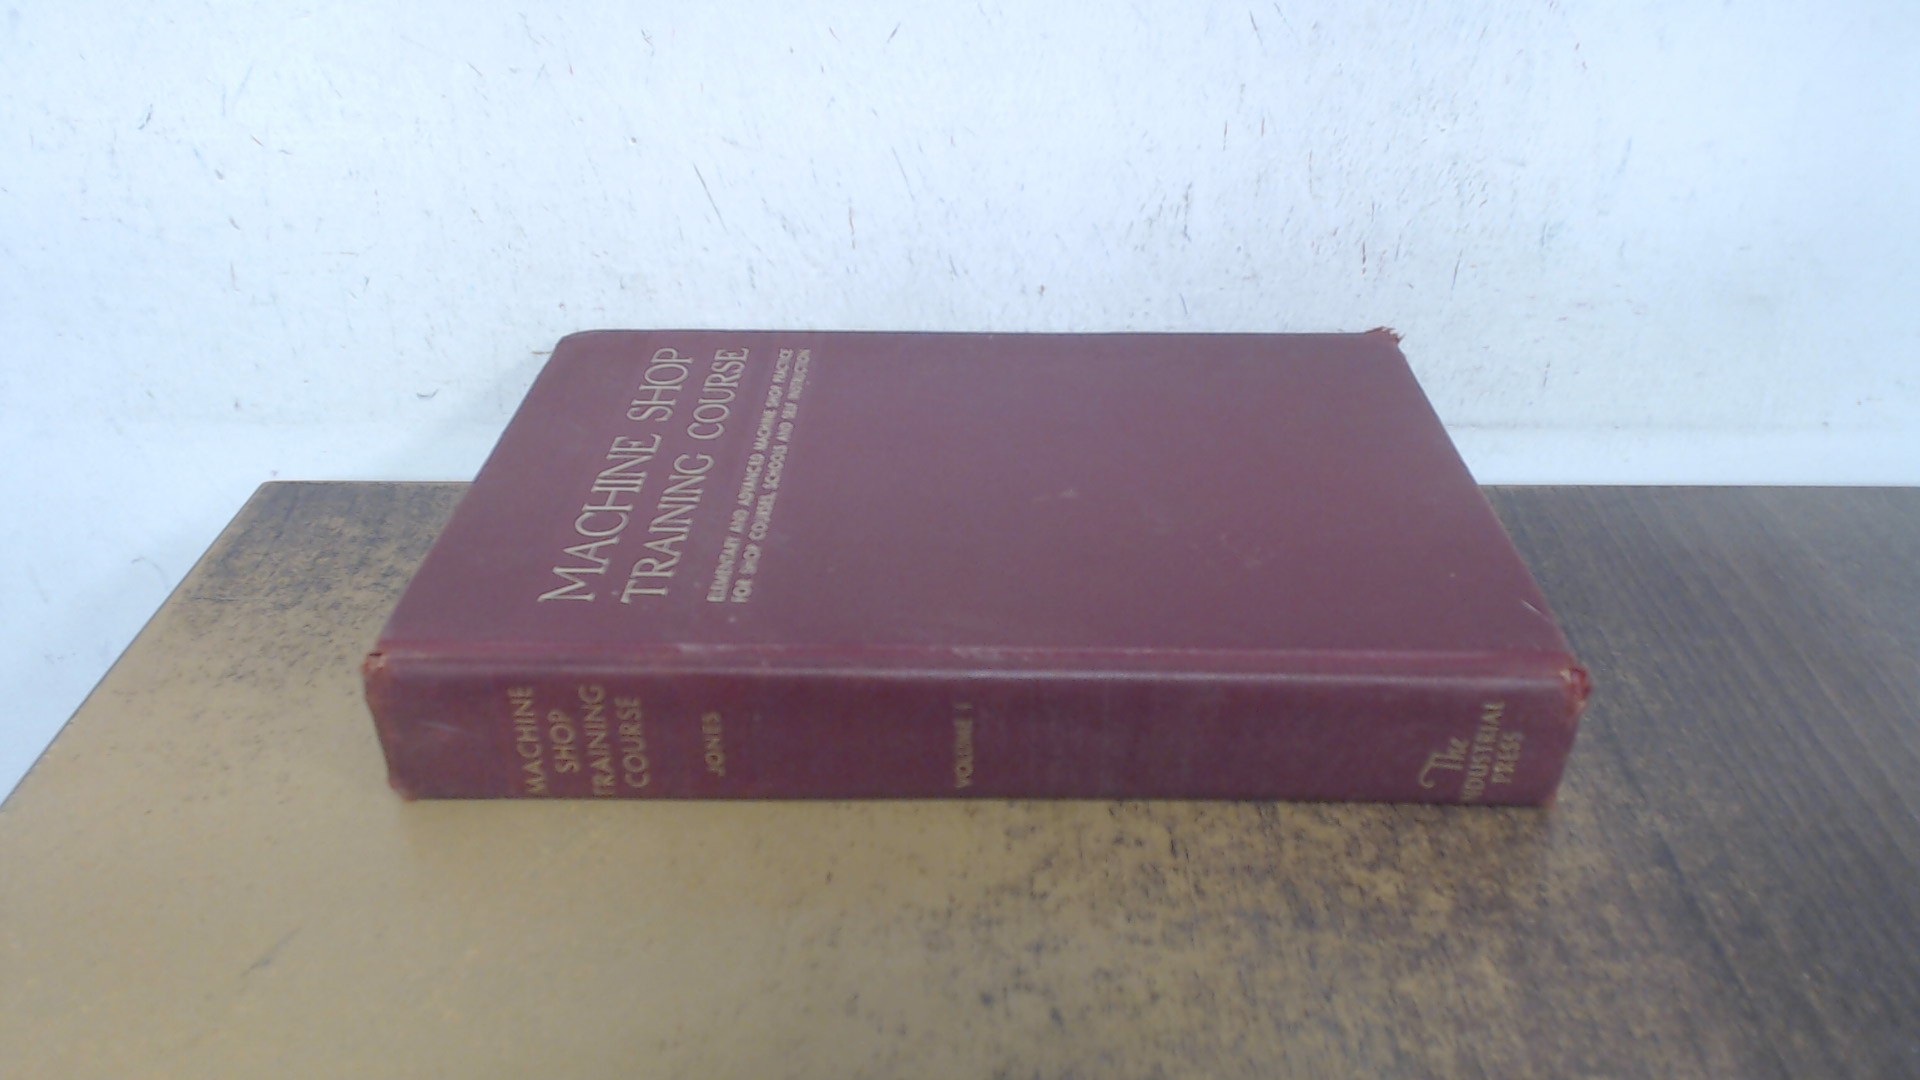 MACHINE SHOP
TRAINING COURSE
ELEMENTARY AND ADVANCED MACHINE SHOP PRACTICE
FOR SHOP COURSES, SCHOOLS AND SELF INSTRUCTION
MACHINE
SHOP
TRAINING
COURSE
JONES
VOLUME I
The
INDUSTRIAL
PRESS